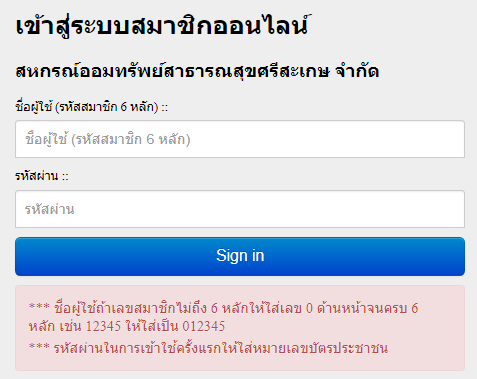 เข้าสู่ระบบสมาชิกออนไลน์
สหกรณ์ออมทรัพย์สาธารณสุขศรีสะเกษ จำกัด
ชื่อผู้ใช้ (รหัสสมาชิก 6 หลัก) ::
ชื่อผู้ใช้ (รหัสสมาชิก 6 หลัก)
รหัสผ่าน ::
รหัสผ่าน
Sign in
*** ชื่อผู้ใช้ถ้าเลขสมาชิกไม่ถึง 6 หลักให้ใส่เลข 0 ด้านหน้าจนครบ 6
หลัก เช่น 12345 ให้ใส่เป็น 012345
*** รหัสผ่านในการเข้าใช้ครั้งแรกให้ใส่หมายเลขบัตรประชาชน